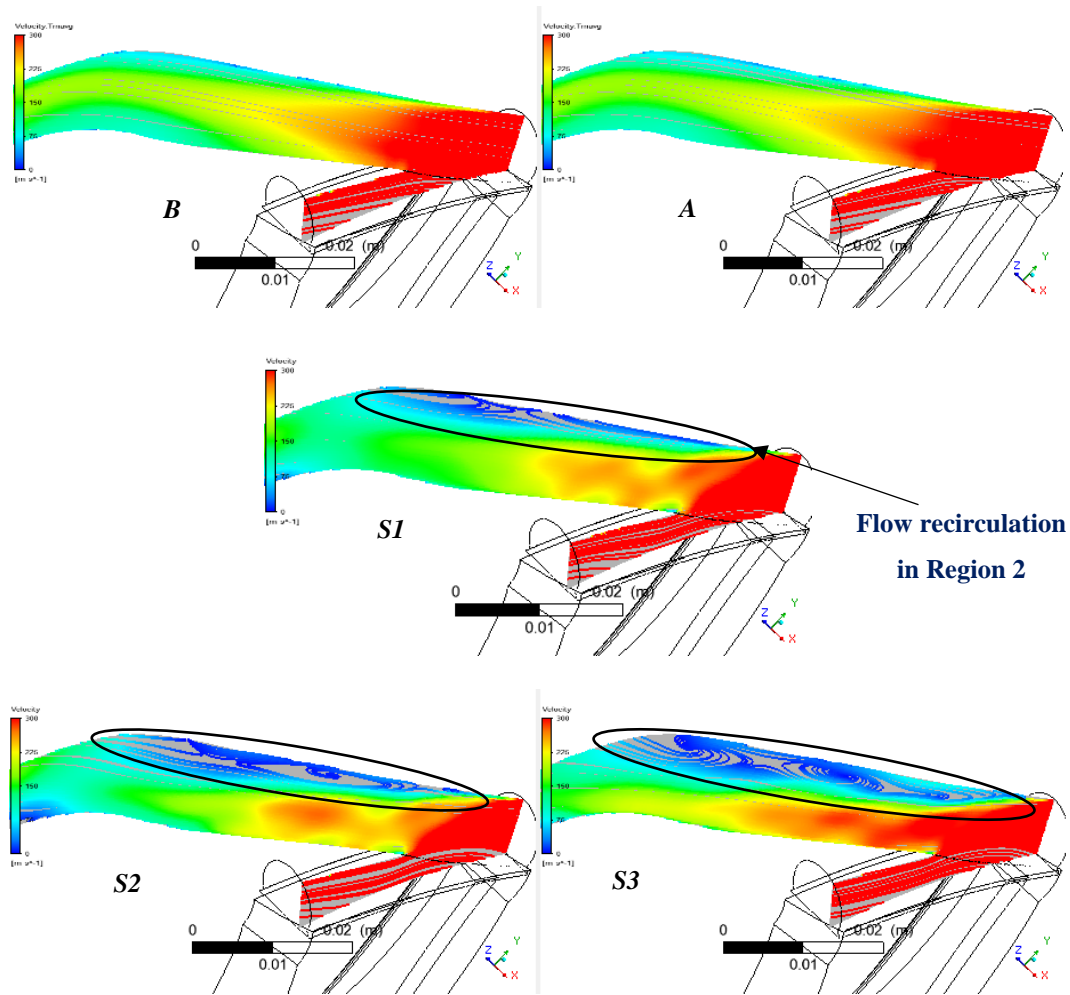 Velocity.Trnavg
300
225
150
75
0
[m s^-1]
B
0
0.02 (m)
0.01
Z
Y
X
Velocity.Trnavg
300
225
150
75
0
[m s^-1]
A
0
0.02 (m)
0.01
Z
Y
X
Velocity
300
225
150
75
0
[m s^-1]
S1
0
0.02 (m)
0.01
Z
Y
X
Flow recirculation
in Region 2
Velocity
300
225
150
75
0
[m s^-1]
S2
0
0.02 (m)
0.01
Z
Y
X
Velocity
300
225
150
75
0
[m s^-1]
S3
0
0.02 (m)
0.01
Z
Y
X